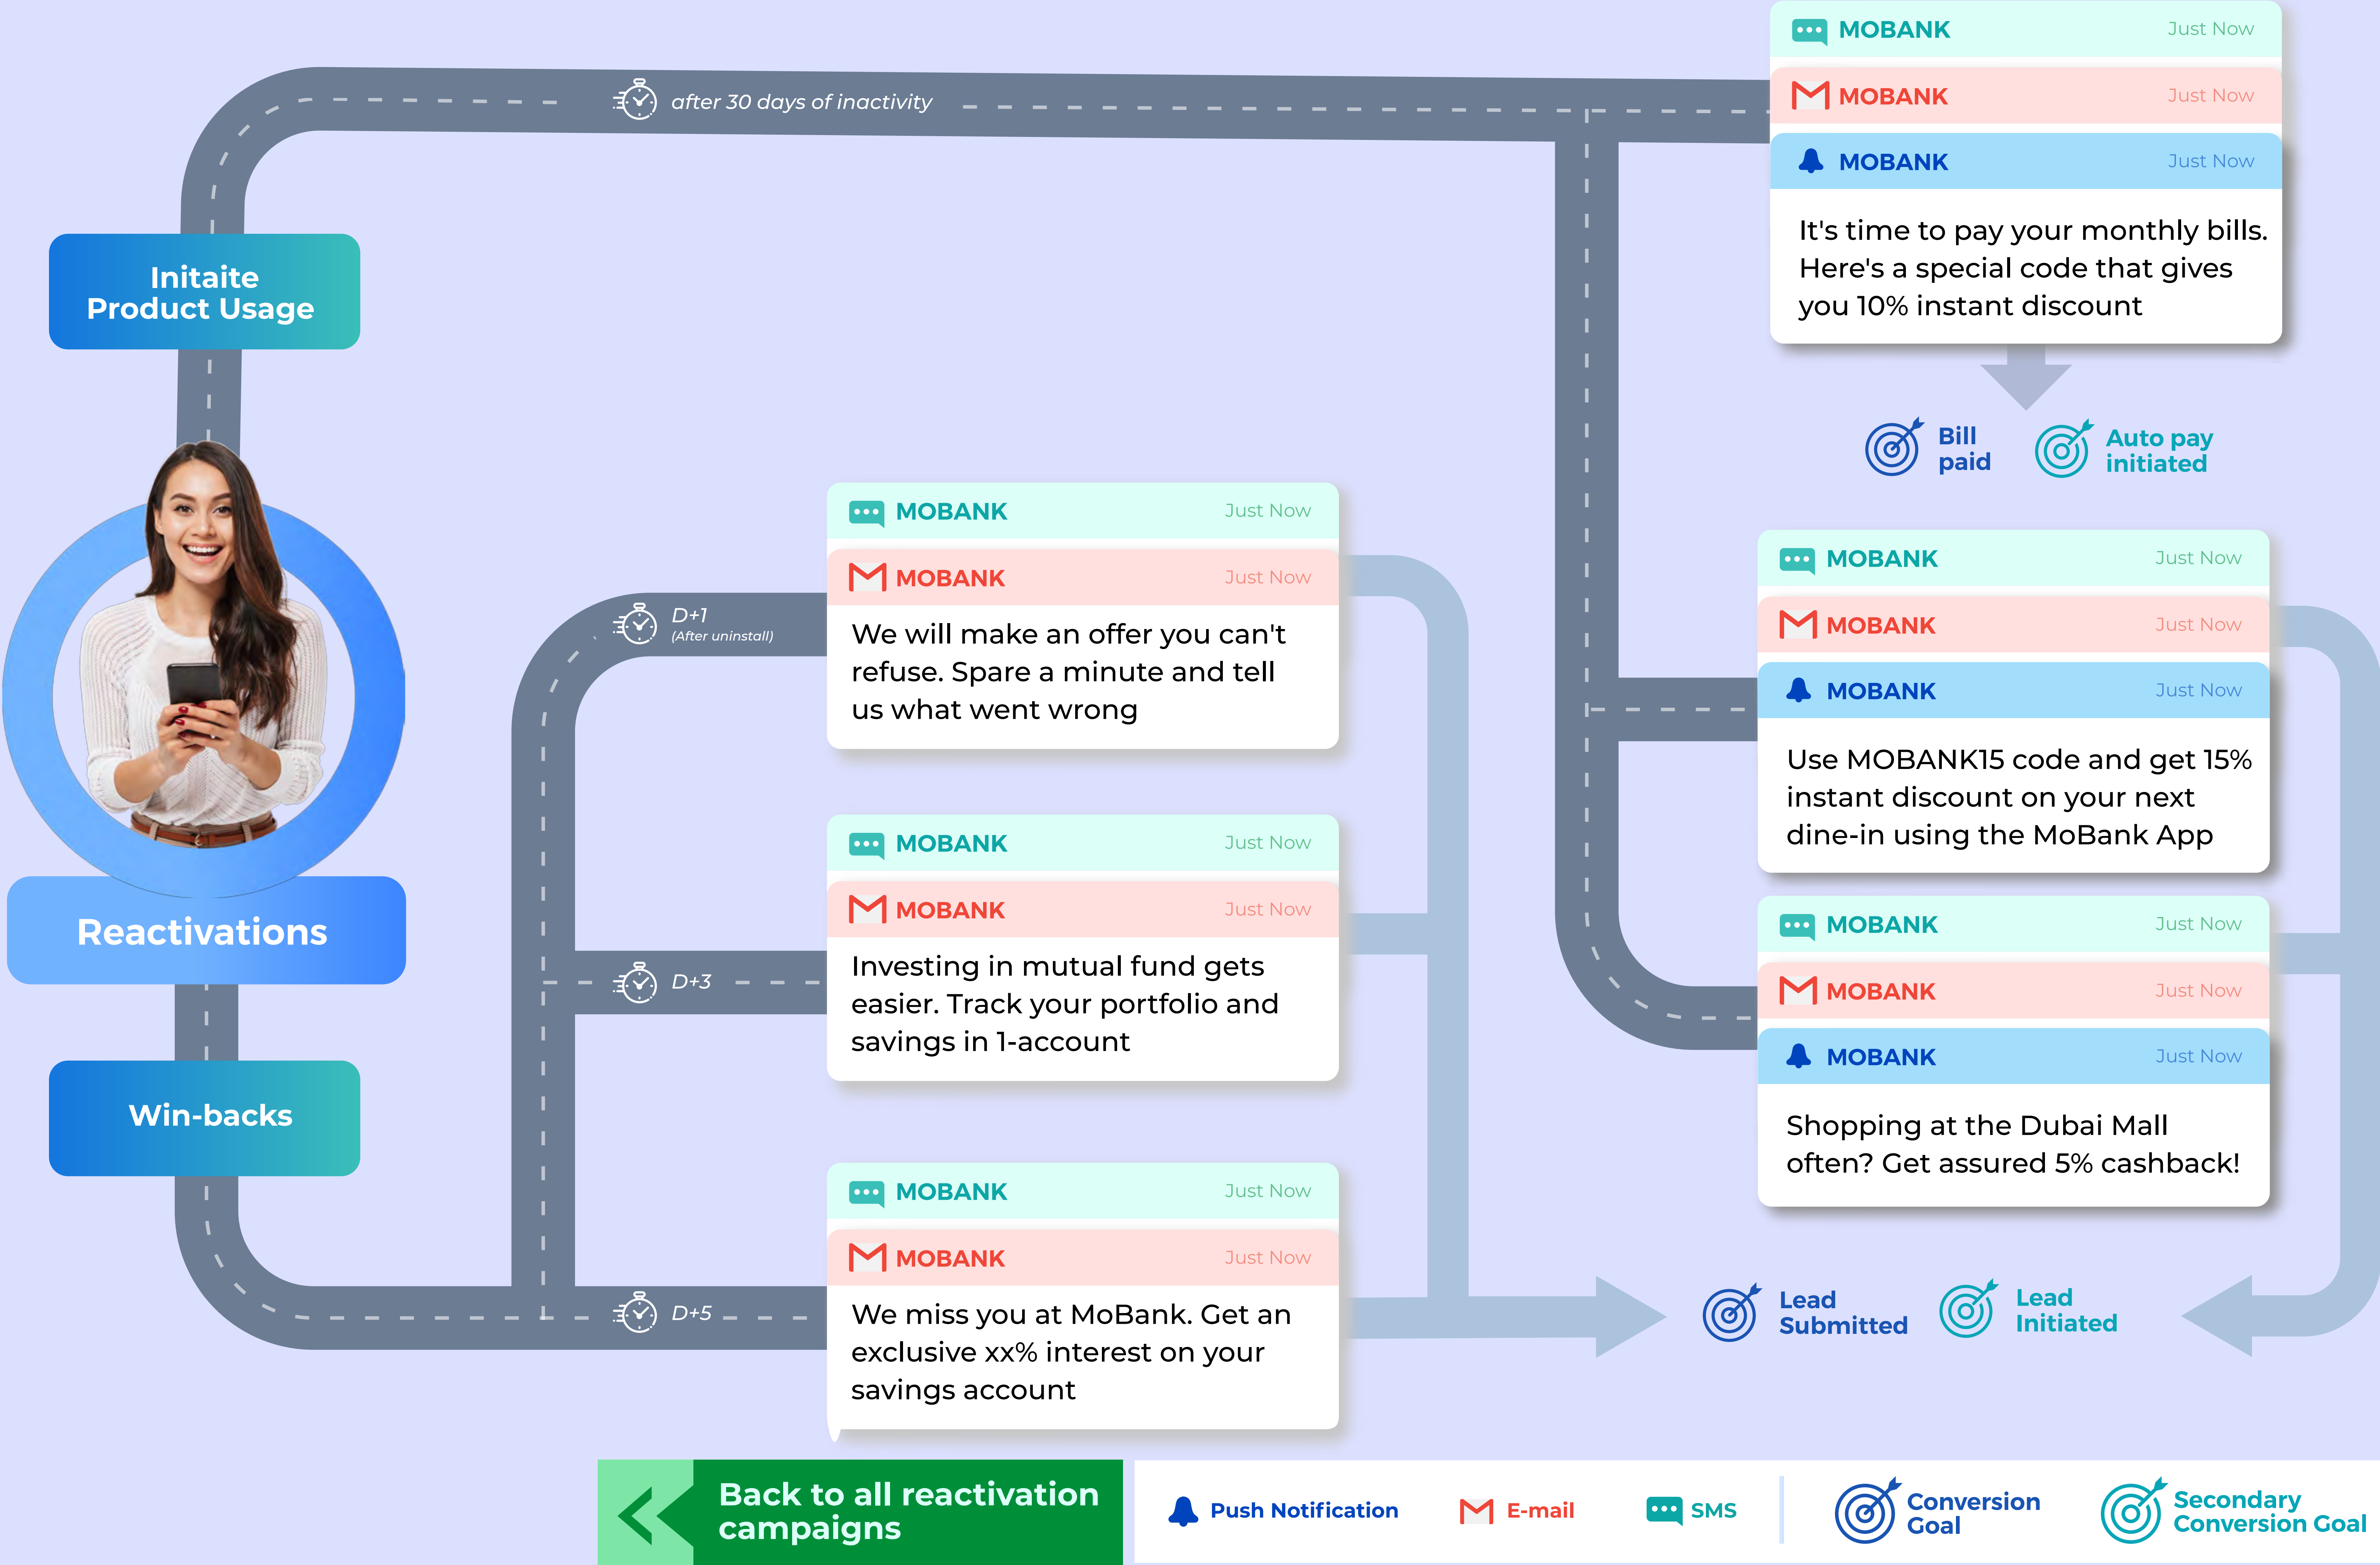 after 30 days of inactivity
Initaite
Product Usage
Reactivations
Win-backs
D+1
(After uninstall)
D+3
D+5
MOBANK Just Now
MOBANK Just Now
We will make an offer you can't
refuse. Spare a minute and tell
us what went wrong
MOBANK Just Now
MOBANK Just Now
Investing in mutual fund gets
easier. Track your portfolio and
savings in 1-account
MOBANK Just Now
MOBANK Just Now
We miss you at MoBank. Get an
exclusive xx% interest on your
savings account
MOBANK Just Now
MOBANK Just Now
MOBANK Just Now
It's time to pay your monthly bills.
Here's a special code that gives
you 10% instant discount
Bill
paid
Auto pay
initiated
MOBANK Just Now
MOBANK Just Now
MOBANK Just Now
Use MOBANK15 code and get 15%
instant discount on your next
dine-in using the MoBank App
MOBANK Just Now
MOBANK Just Now
MOBANK Just Now
Shopping at the Dubai Mall
often? Get assured 5% cashback!
Lead
Submitted
Lead
Initiated
Back to all reactivation
campaigns
Push Notification
E-mail
SMS
Conversion
Goal
Secondary
Conversion Goal